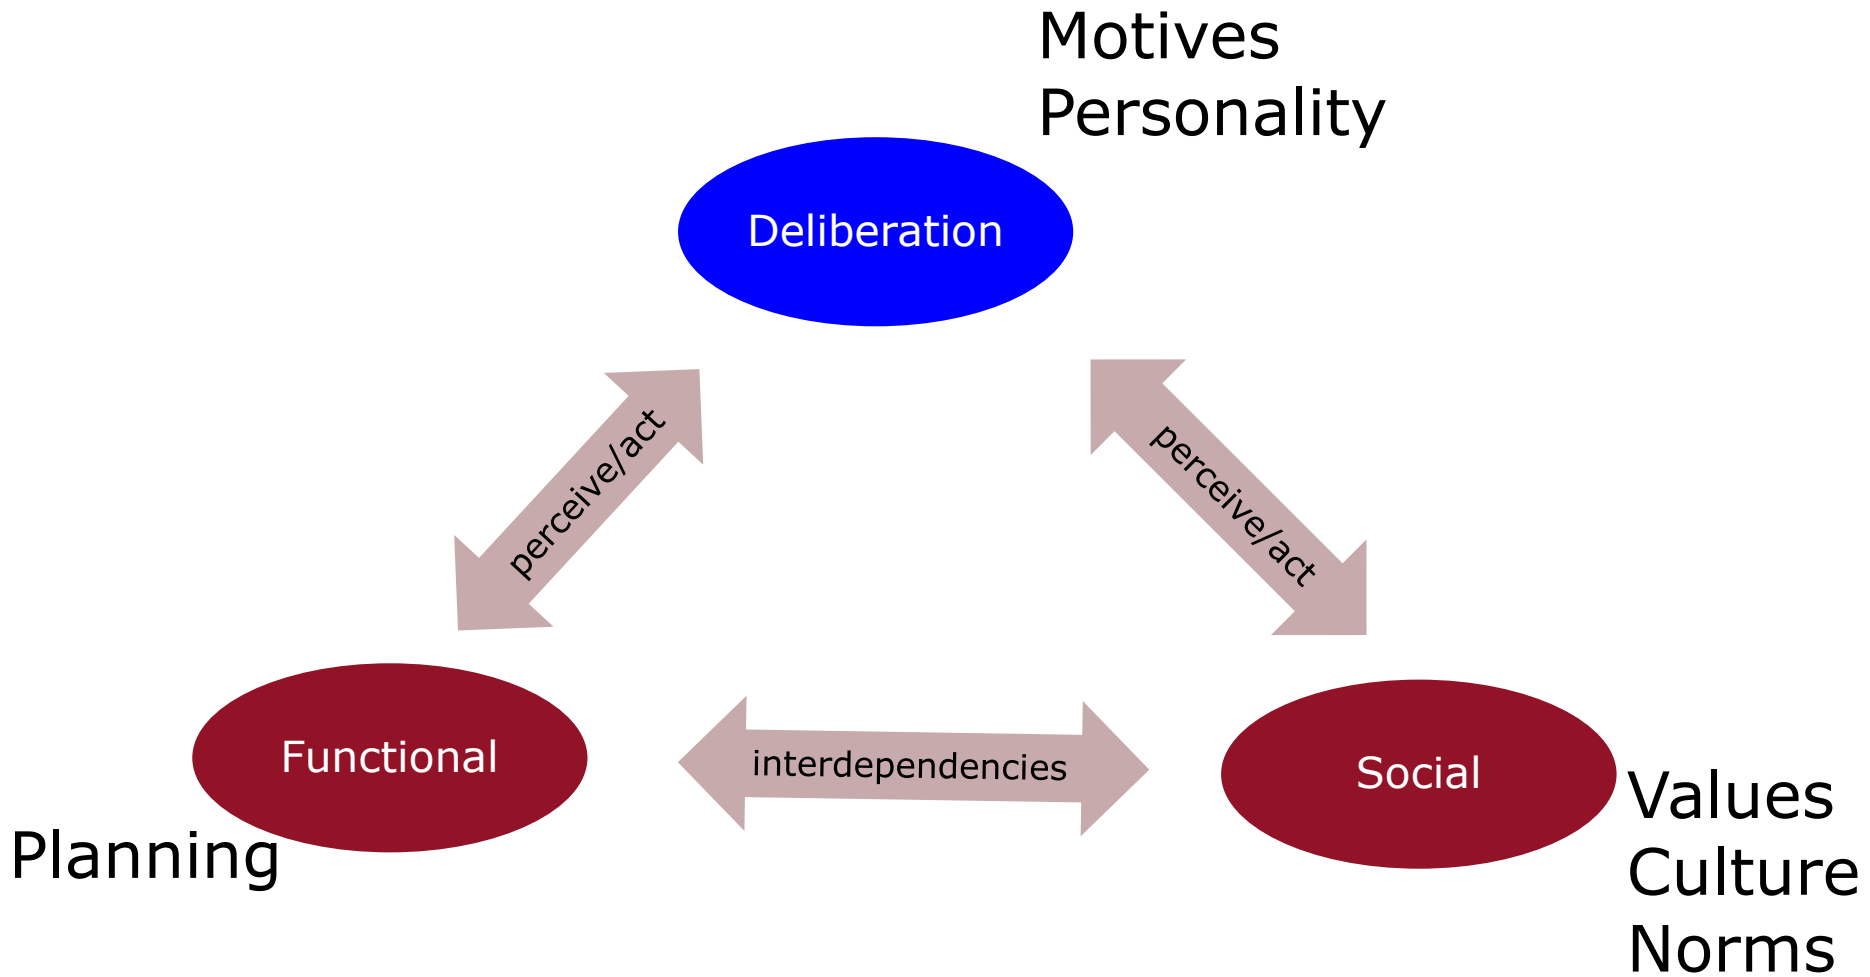 Motives
Personality
Deliberation
perceive/act
perceive/act
Functional
interdependencies
Social
Planning
Values
Culture
Norms